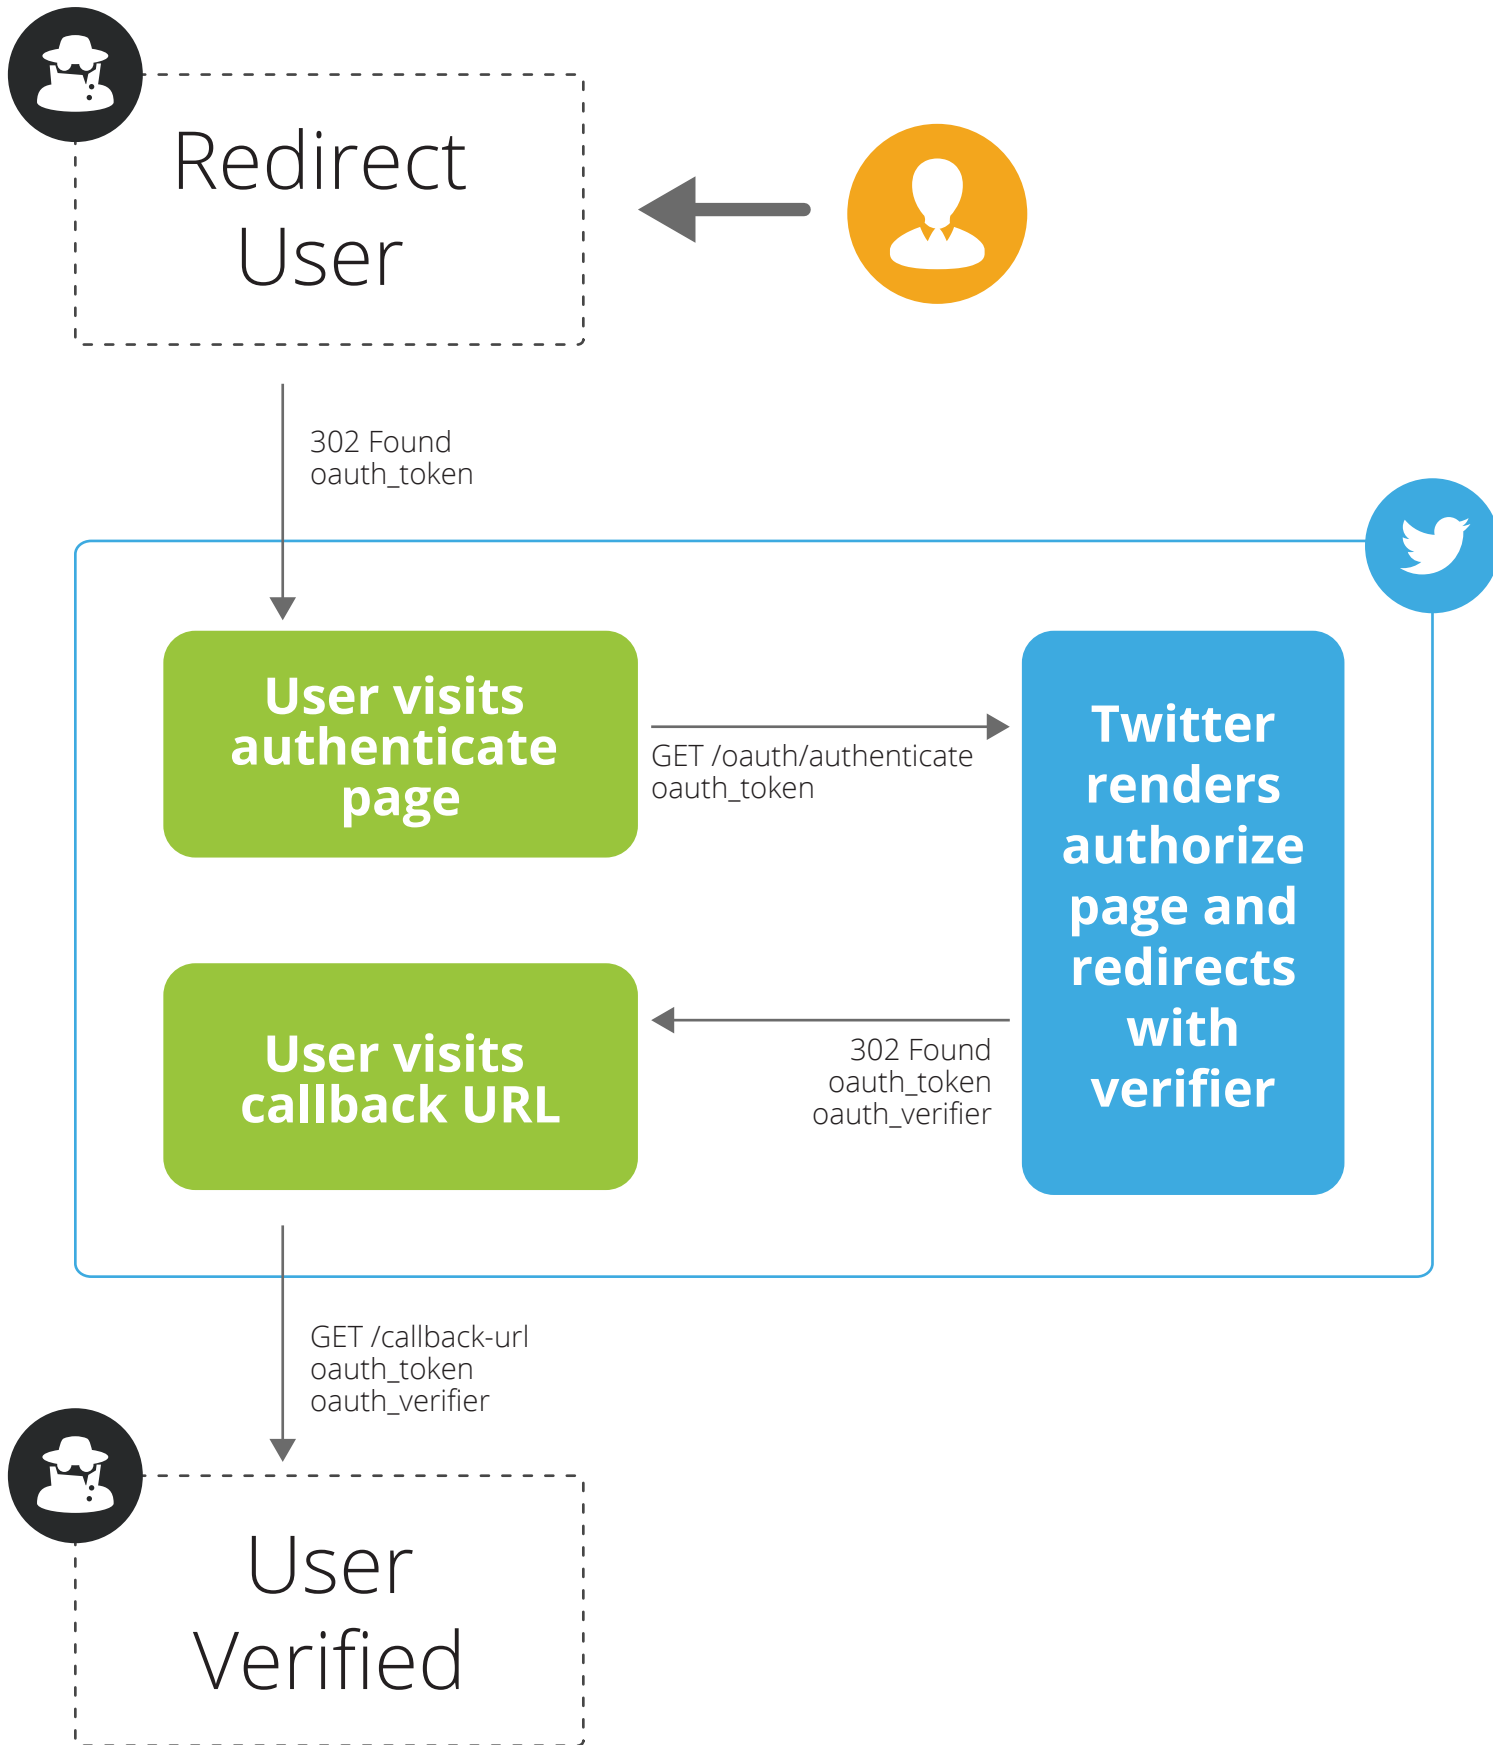 Redirect
User
302 Found
oauth_token
User visits
authenticate
page
GET /oauth/authenticate
oauth_token
Twitter
renders
authorize
page and
redirects
with
verifier
302 Found
oauth_token
oauth_verifier
User visits
callback URL
GET /callback-url
oauth_token
oauth_verifier
User
Verified